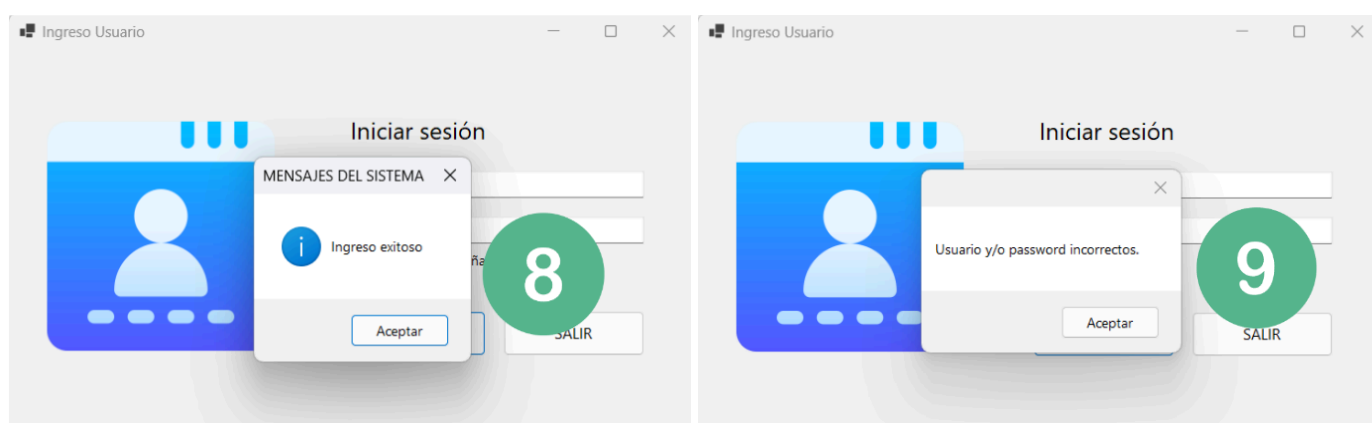 Ingreso Usuario
Iniciar sesión
MENSAJES DEL SISTEMA
Ingreso exitoso
Aceptar
8
SALIR
Ingreso Usuario
Iniciar sesión
Usuario y/o password incorrectos.
Aceptar
9
SALIR